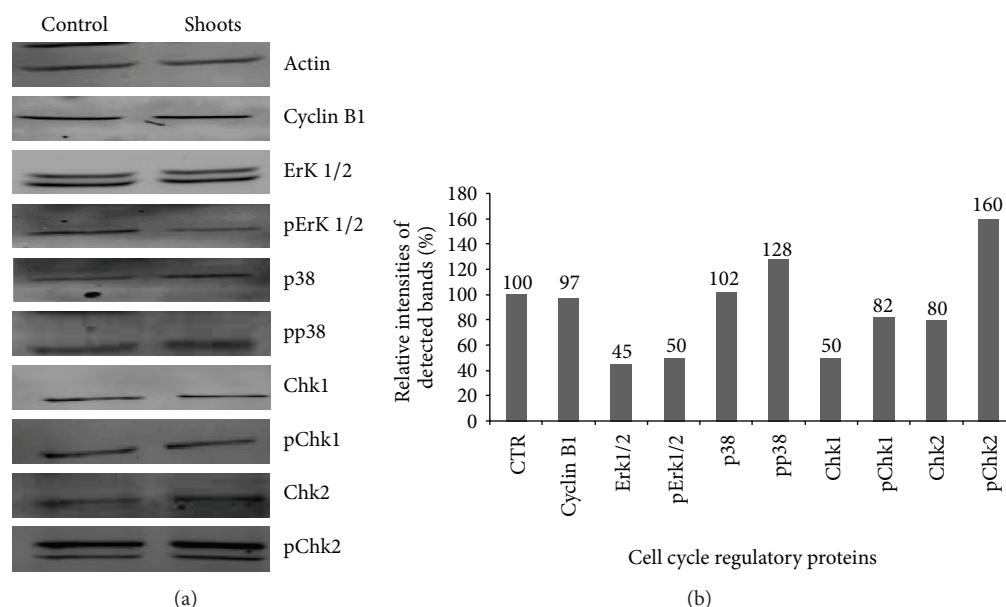 Control Shoots
Actin
Cyclin B1
ErK 1/2
pErK 1/2
p38
pp38
Chk1
pChk1
Chk2
pChk2
(a)
Relative intensities of
detected bands (%)
180
160
140
120
100
80
60
40
20
0
100
97
45
50
102
128
50
82
80
160
CTR
Cyclin B1
Erk1/2
pErk1/2
p38
pp38
Chk1
pChk1
Chk2
pChk2
Cell cycle regulatory proteins
(b)